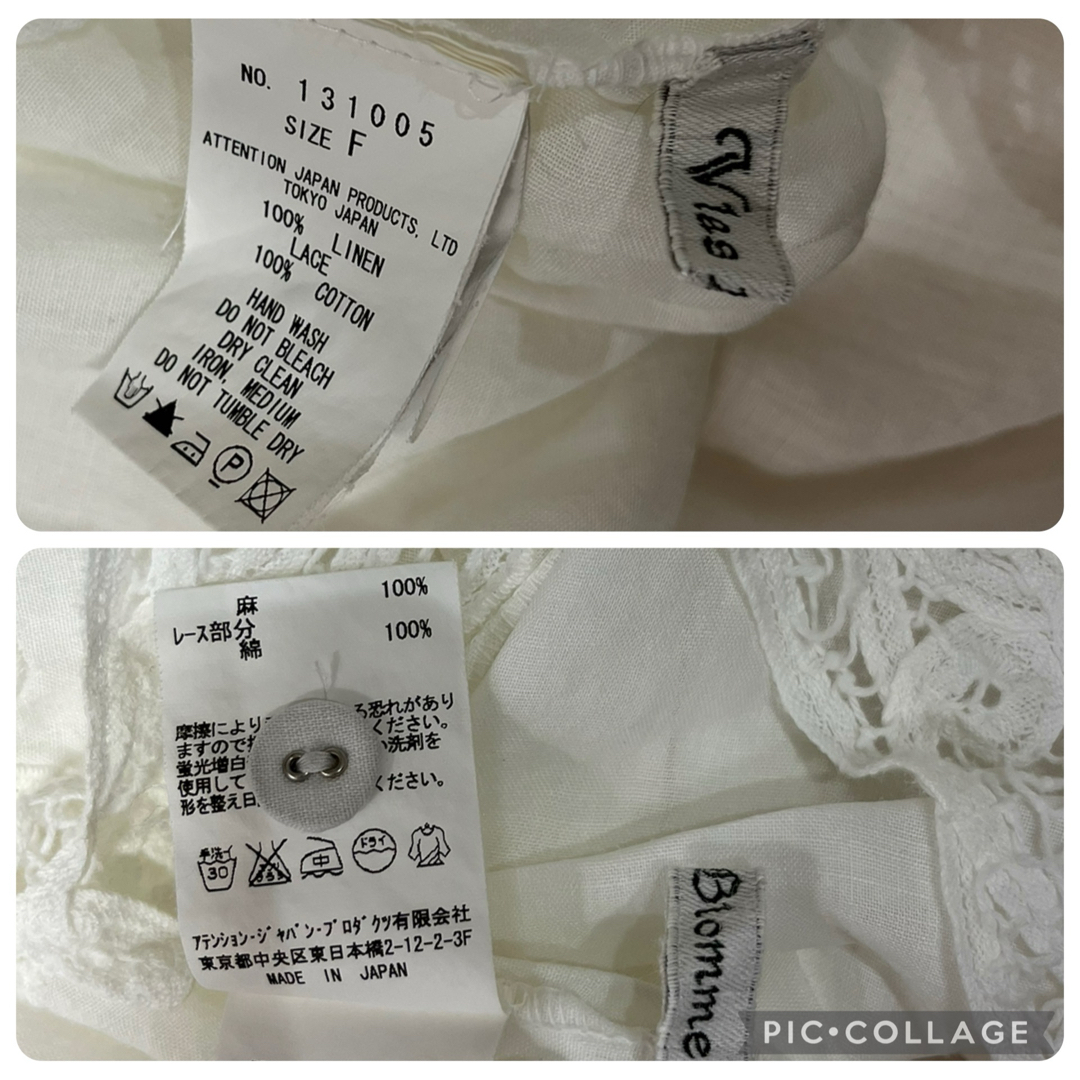 NO. 131005
SIZE F
ATTENTION JAPAN PRODUCTS, LTD
TOKYO JAPAN
100% LINEN
LACE
100% COTTON
HAND WASH
DO NOT BLEACH
DRY CLEAN
IRON, MEDIUM
DO NOT TUMBLE DRY
P
Vlas
麻 100%
レース部分
綿 100%
摩擦により る恐れがあり
ますので ください。
蛍光増白 洗剤を
使用して ください。
形を整え日
手洗イ 30 中 ドライ
アテンション-ジャパン-プロダクツ有限会社
東京都中央区東日本橋2-12-2-3F
MADE IN JAPAN
Blomme
PIC•COLLAGE